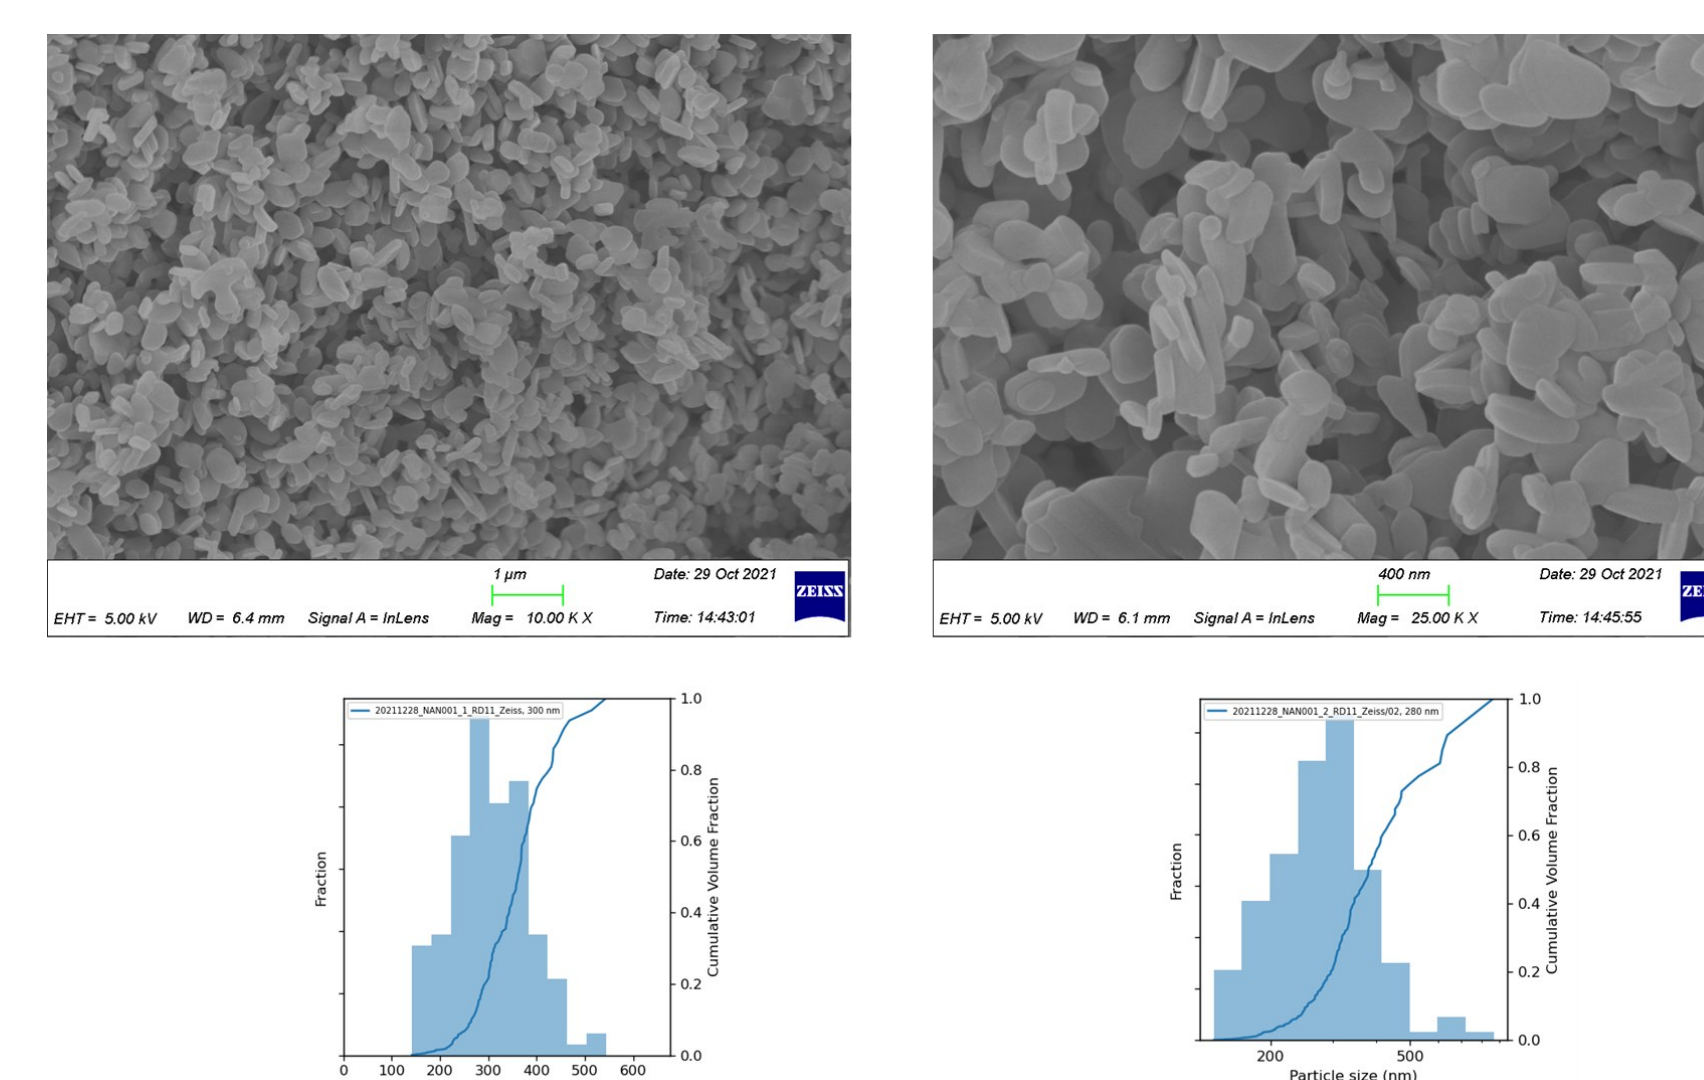 1 µm
Date: 29 Oct 2021
ZEISS
EHT = 5.00 kV
WD = 6.4 mm
Signal A = InLens
Mag = 10.00 K X
Time: 14:43:01
400 nm
Date: 29 Oct 2021
EHT = 5.00 kV
WD = 6.1 mm
Signal A = InLens
Mag = 25.00 K X
Time: 14:45:55
20211228_NAN001_1_RD11_Zeiss, 300 nm
1.0
0.8
0.6
0.4
0.2
0.0
Fraction
Cumulative Volume Fraction
0 100 200 300 400 500 600
20211228_NAN001_2_RD11_Zeiss/02, 280 nm
1.0
0.8
0.6
0.4
0.2
0.0
Fraction
Cumulative Volume Fraction
200 500
Particle size (nm)